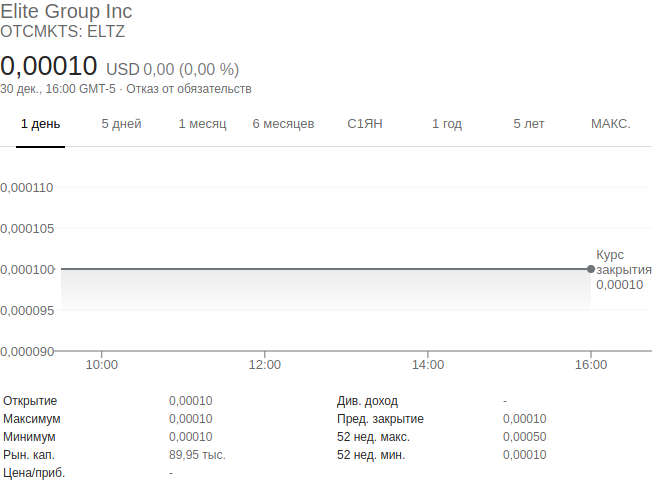 Elite Group Inc
OTCMKTS: ELTZ
0,00010 USD 0,00 (0,00 %)
30 дек., 16:00 GMT-5 · Отказ от обязательств
1 день 5 дней 1 месяц 6 месяцев С1ЯН 1 год 5 лет МАКС.
0,000110
0,000105
0,000100
0,000095
0,000090
Курс
закрытия
0,00010
10:00 12:00 14:00 16:00
Открытие 0,00010 Див. доход -
Максимум 0,00010 Пред. закрытие 0,00010
Минимум 0,00010 52 нед. макс. 0,00050
Рын. кап. 89,95 тыс. 52 нед. мин. 0,00010
Цена/приб. -